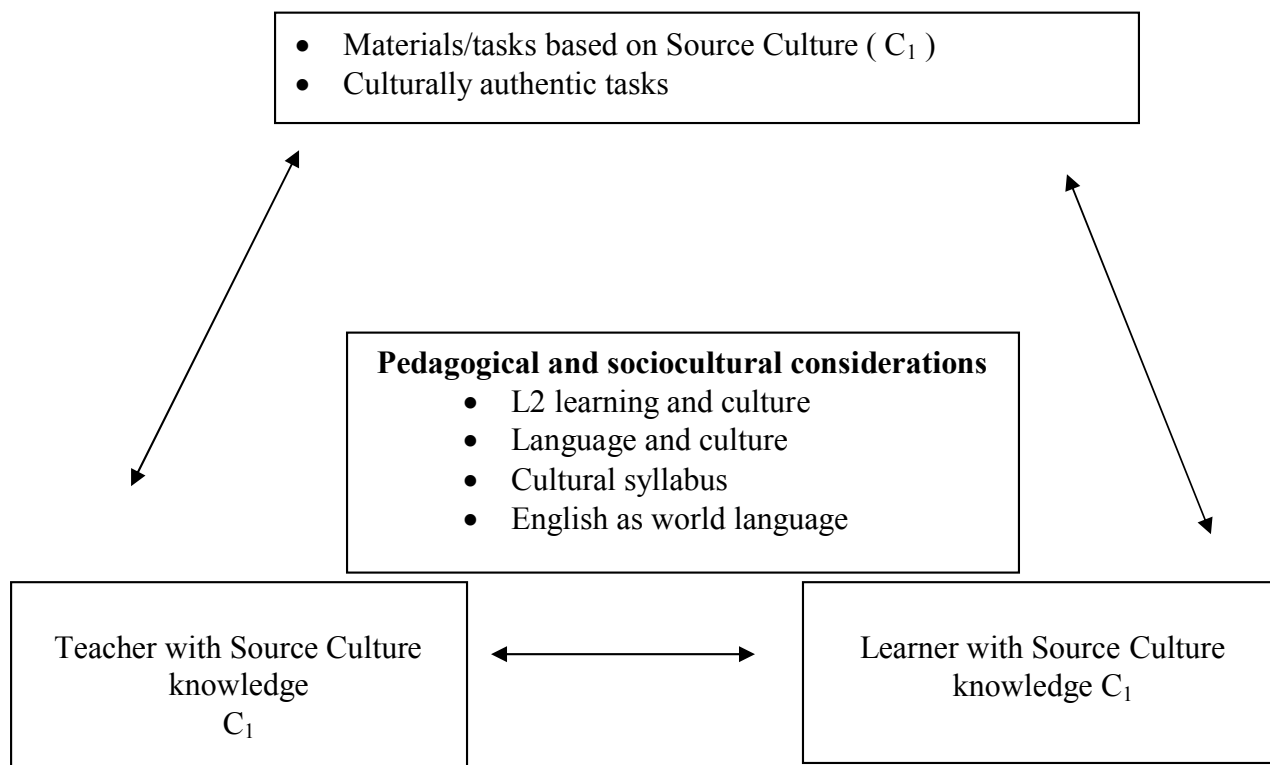 • Materials/tasks based on Source Culture ( C₁ )
• Culturally authentic tasks
Pedagogical and sociocultural considerations
• L2 learning and culture
• Language and culture
• Cultural syllabus
• English as world language
Teacher with Source Culture
knowledge
C₁
Learner with Source Culture
knowledge C₁